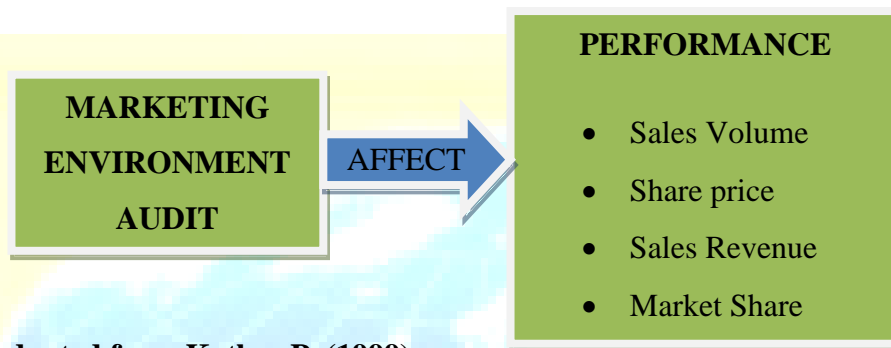 MARKETING
ENVIRONMENT
AUDIT
AFFECT
PERFORMANCE
• Sales Volume
• Share price
• Sales Revenue
• Market Share